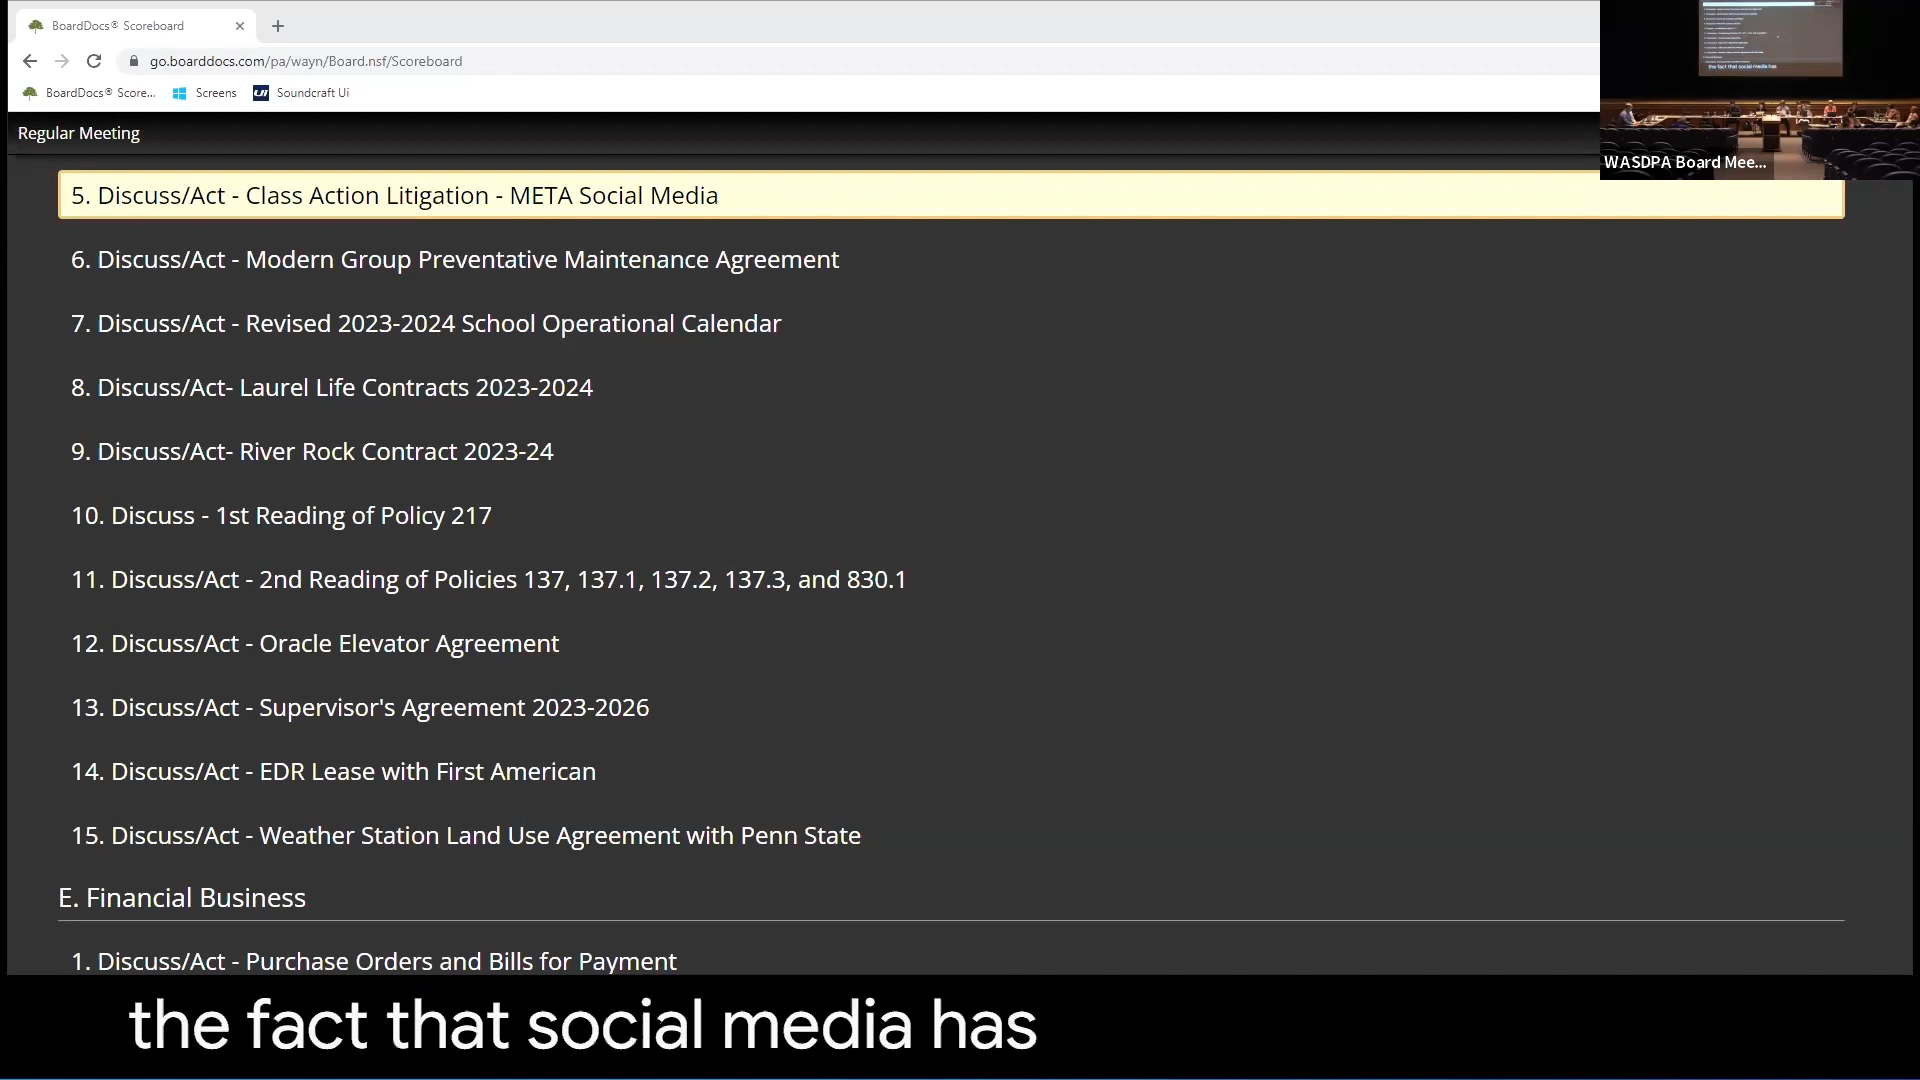 BoardDocs® Scoreboard
go.boarddocs.com/pa/wayn/Board.nsf/Scoreboard
BoardDocs® Score... Screens Soundcraft Ui
Regular Meeting
the fact that social media has
WASDPA Board Mee...
5. Discuss/Act - Class Action Litigation - META Social Media
6. Discuss/Act - Modern Group Preventative Maintenance Agreement
7. Discuss/Act - Revised 2023-2024 School Operational Calendar
8. Discuss/Act- Laurel Life Contracts 2023-2024
9. Discuss/Act- River Rock Contract 2023-24
10. Discuss - 1st Reading of Policy 217
11. Discuss/Act - 2nd Reading of Policies 137, 137.1, 137.2, 137.3, and 830.1
12. Discuss/Act - Oracle Elevator Agreement
13. Discuss/Act - Supervisor's Agreement 2023-2026
14. Discuss/Act - EDR Lease with First American
15. Discuss/Act - Weather Station Land Use Agreement with Penn State
E. Financial Business
1. Discuss/Act - Purchase Orders and Bills for Payment
the fact that social media has